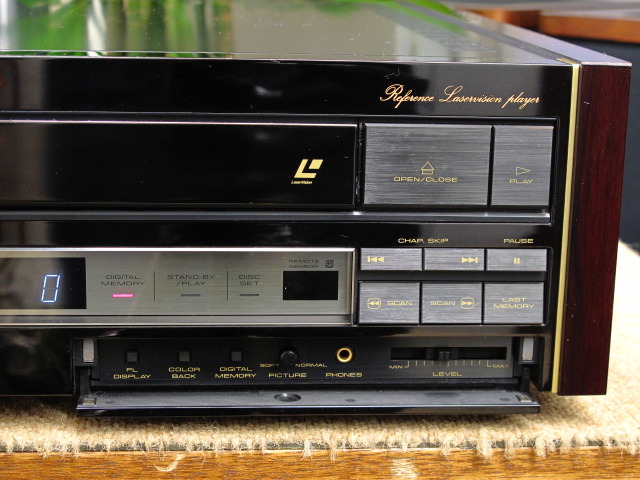 Reference Laservision player
LaserVision
OPEN/CLOSE
PLAY
CHAP. SKIP
PAUSE
REMOTE
SENSOR
DIGITAL
MEMORY
STAND-BY
/PLAY
DISC
SET
0
SCAN
SCAN
LAST
MEMORY
FL
DISPLAY
COLOR
BACK
DIGITAL
MEMORY
SOFT
NORMAL
PICTURE
PHONES
MIN
MAX
LEVEL